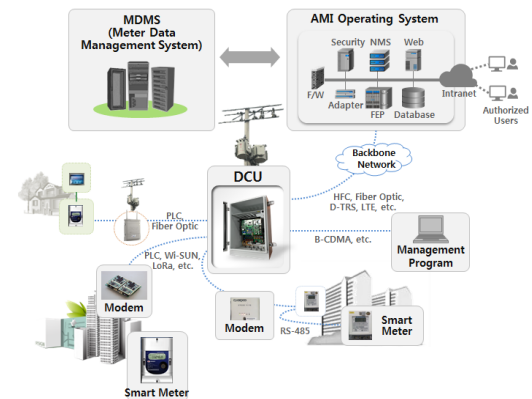 MDMS
(Meter Data
Management System)
AMI Operating System
Security
NMS
Web
F/W
Adapter
FEP
Database
Intranet
Authorized
Users
Backbone
Network
DCU
HFC, Fiber Optic,
D-TRS, LTE, etc.
PLC,
Fiber Optic
B-CDMA, etc.
Management
Program
PLC, Wi-SUN,
LoRa, etc.
Modem
Modem
RS-485
Smart
Meter
Smart Meter